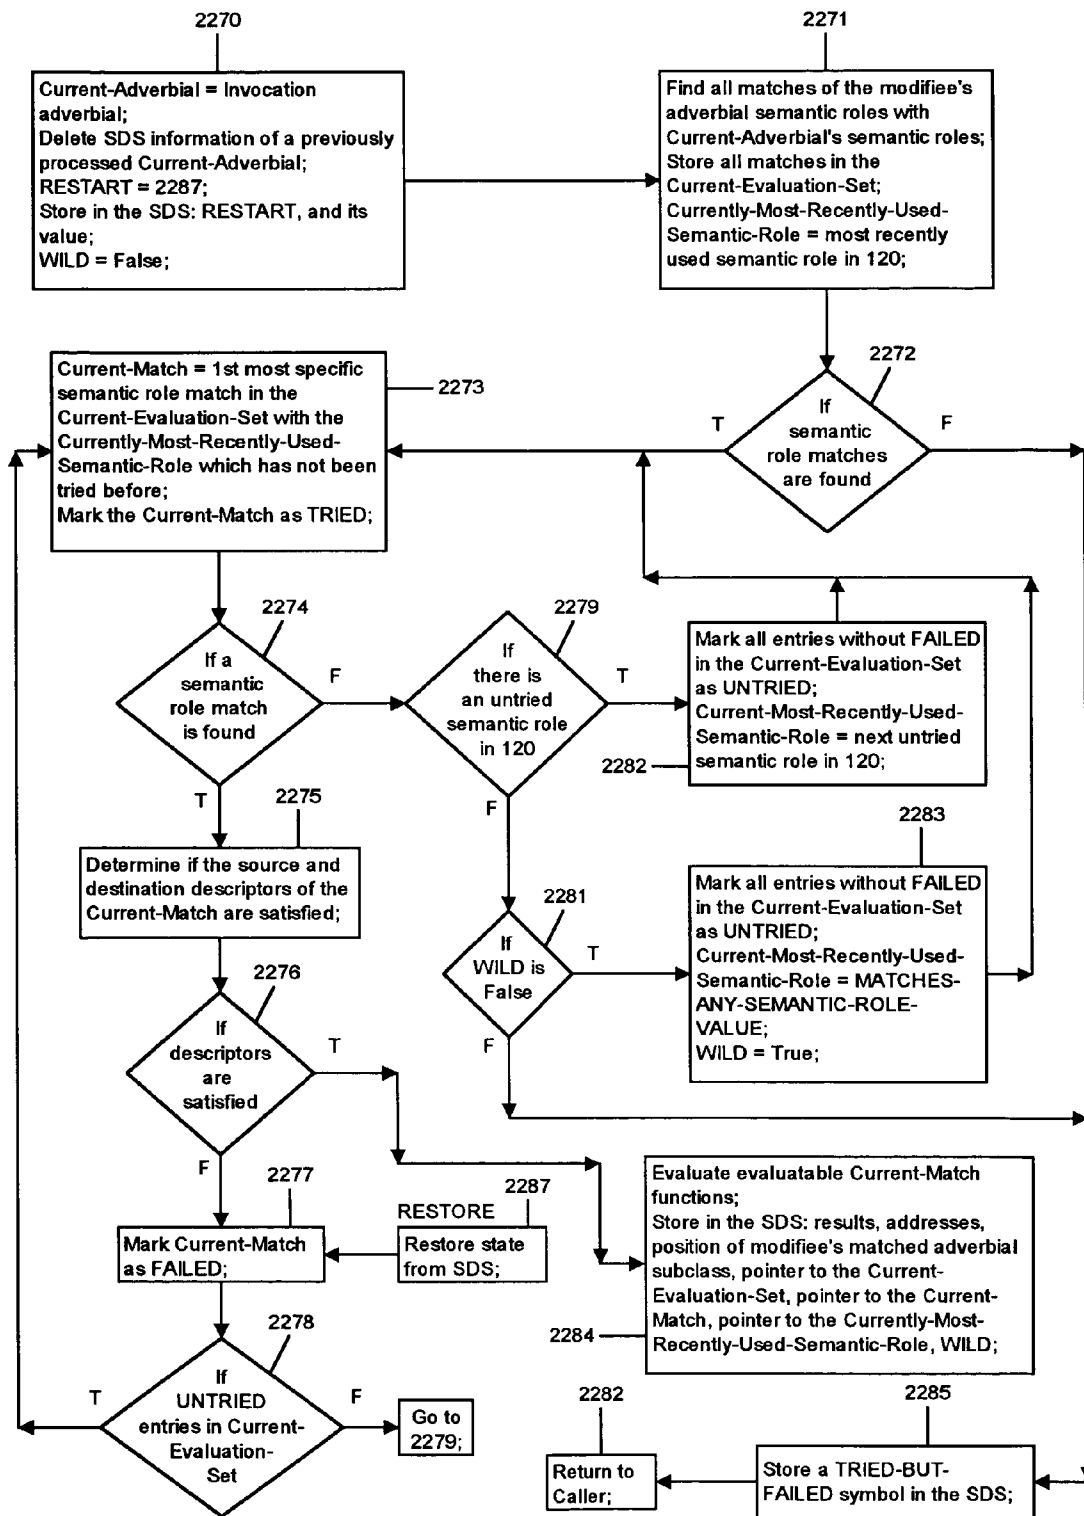 2270
Current-Adverbial = Invocation
adverbial;
Delete SDS information of a previously
processed Current-Adverbial;
RESTART = 2287;
Store in the SDS: RESTART, and its
value;
WILD = False;
2271
Find all matches of the modifiee's
adverbial semantic roles with
Current-Adverbial's semantic roles;
Store all matches in the
Current-Evaluation-Set;
Currently-Most-Recently-Used-
Semantic-Role = most recently
used semantic role in 120;
2272
If
semantic
role matches
are found
T
F
Current-Match = 1st most specific
semantic role match in the
Current-Evaluation-Set with the
Currently-Most-Recently-Used-
Semantic-Role which has not been
tried before;
Mark the Current-Match as TRIED;
2273
2274
If a
semantic
role match
is found
F
T
2279
If
there is
an untried
semantic role
in 120
T
F
Mark all entries without FAILED
in the Current-Evaluation-Set
as UNTRIED;
Current-Most-Recently-Used-
Semantic-Role = next untried
semantic role in 120;
2282
2275
Determine if the source and
destination descriptors of the
Current-Match are satisfied;
2281
If
WILD is
False
T
F
2283
Mark all entries without FAILED
in the Current-Evaluation-Set
as UNTRIED;
Current-Most-Recently-Used-
Semantic-Role = MATCHES-
ANY-SEMANTIC-ROLE-
VALUE;
WILD = True;
2276
If
descriptors
are
satisfied
T
F
2277
Mark Current-Match
as FAILED;
RESTORE
2287
Restore state
from SDS;
Evaluate evaluatable Current-Match
functions;
Store in the SDS: results, addresses,
position of modifiee's matched adverbial
subclass, pointer to the Current-
Evaluation-Set, pointer to the Current-
Match, pointer to the Currently-Most-
Recently-Used-Semantic-Role, WILD;
2284
2278
If
UNTRIED
entries in Current-
Evaluation-
Set
T
F
Go to
2279;
2282
Return to
Caller;
2285
Store a TRIED-BUT-
FAILED symbol in the SDS;